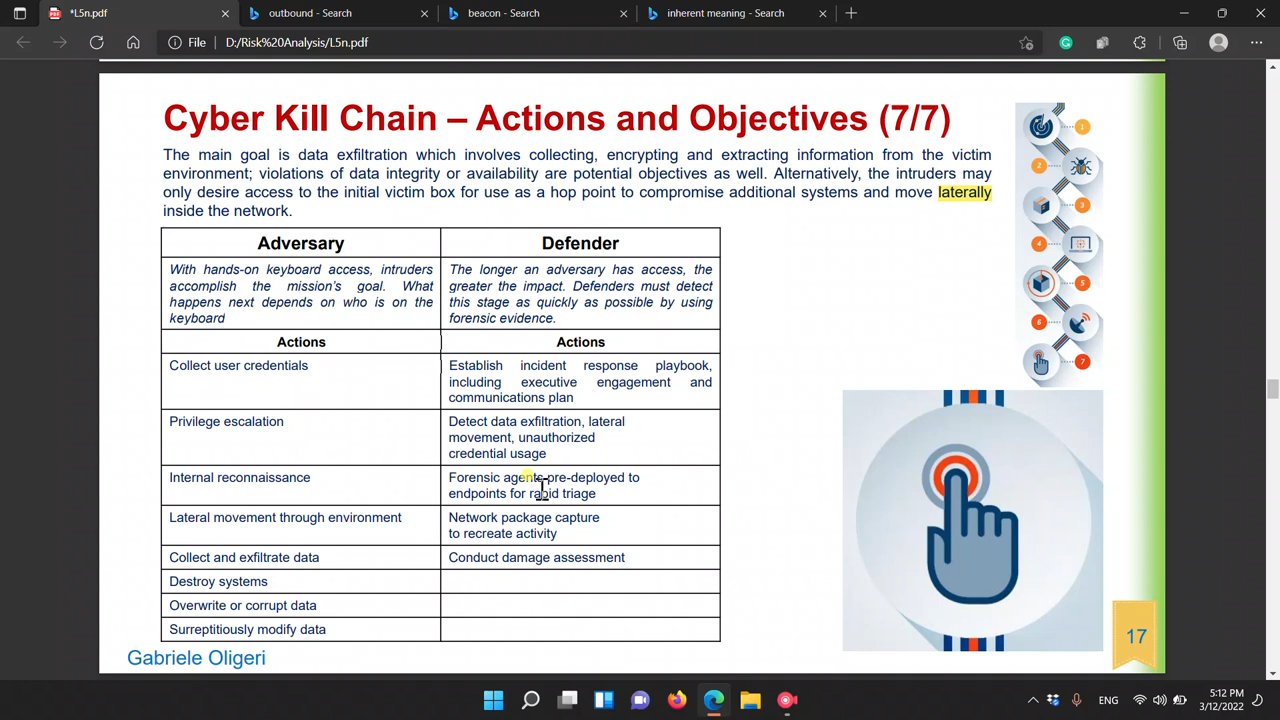 *L5n.pdf
outbound - Search
beacon - Search
inherent meaning - Search
File
D:/Risk%20Analysis/L5n.pdf
Cyber Kill Chain – Actions and Objectives (7/7)
The main goal is data exfiltration which involves collecting, encrypting and extracting information from the victim
environment; violations of data integrity or availability are potential objectives as well. Alternatively, the intruders may
only desire access to the initial victim box for use as a hop point to compromise additional systems and move laterally
inside the network.
1
2
3
4
5
6
7
Adversary
Defender
With hands-on keyboard access, intruders
accomplish the mission's goal. What
happens next depends on who is on the
keyboard
The longer an adversary has access, the
greater the impact. Defenders must detect
this stage as quickly as possible by using
forensic evidence.
Actions
Actions
Collect user credentials
Establish incident response playbook,
including executive engagement and
communications plan
Privilege escalation
Detect data exfiltration, lateral
movement, unauthorized
credential usage
Internal reconnaissance
Forensic agents pre-deployed to
endpoints for rapid triage
Lateral movement through environment
Network package capture
to recreate activity
Collect and exfiltrate data
Conduct damage assessment
Destroy systems
Overwrite or corrupt data
Surreptitiously modify data
Gabriele Oligeri
17
ENG
5:12 PM
3/12/2022